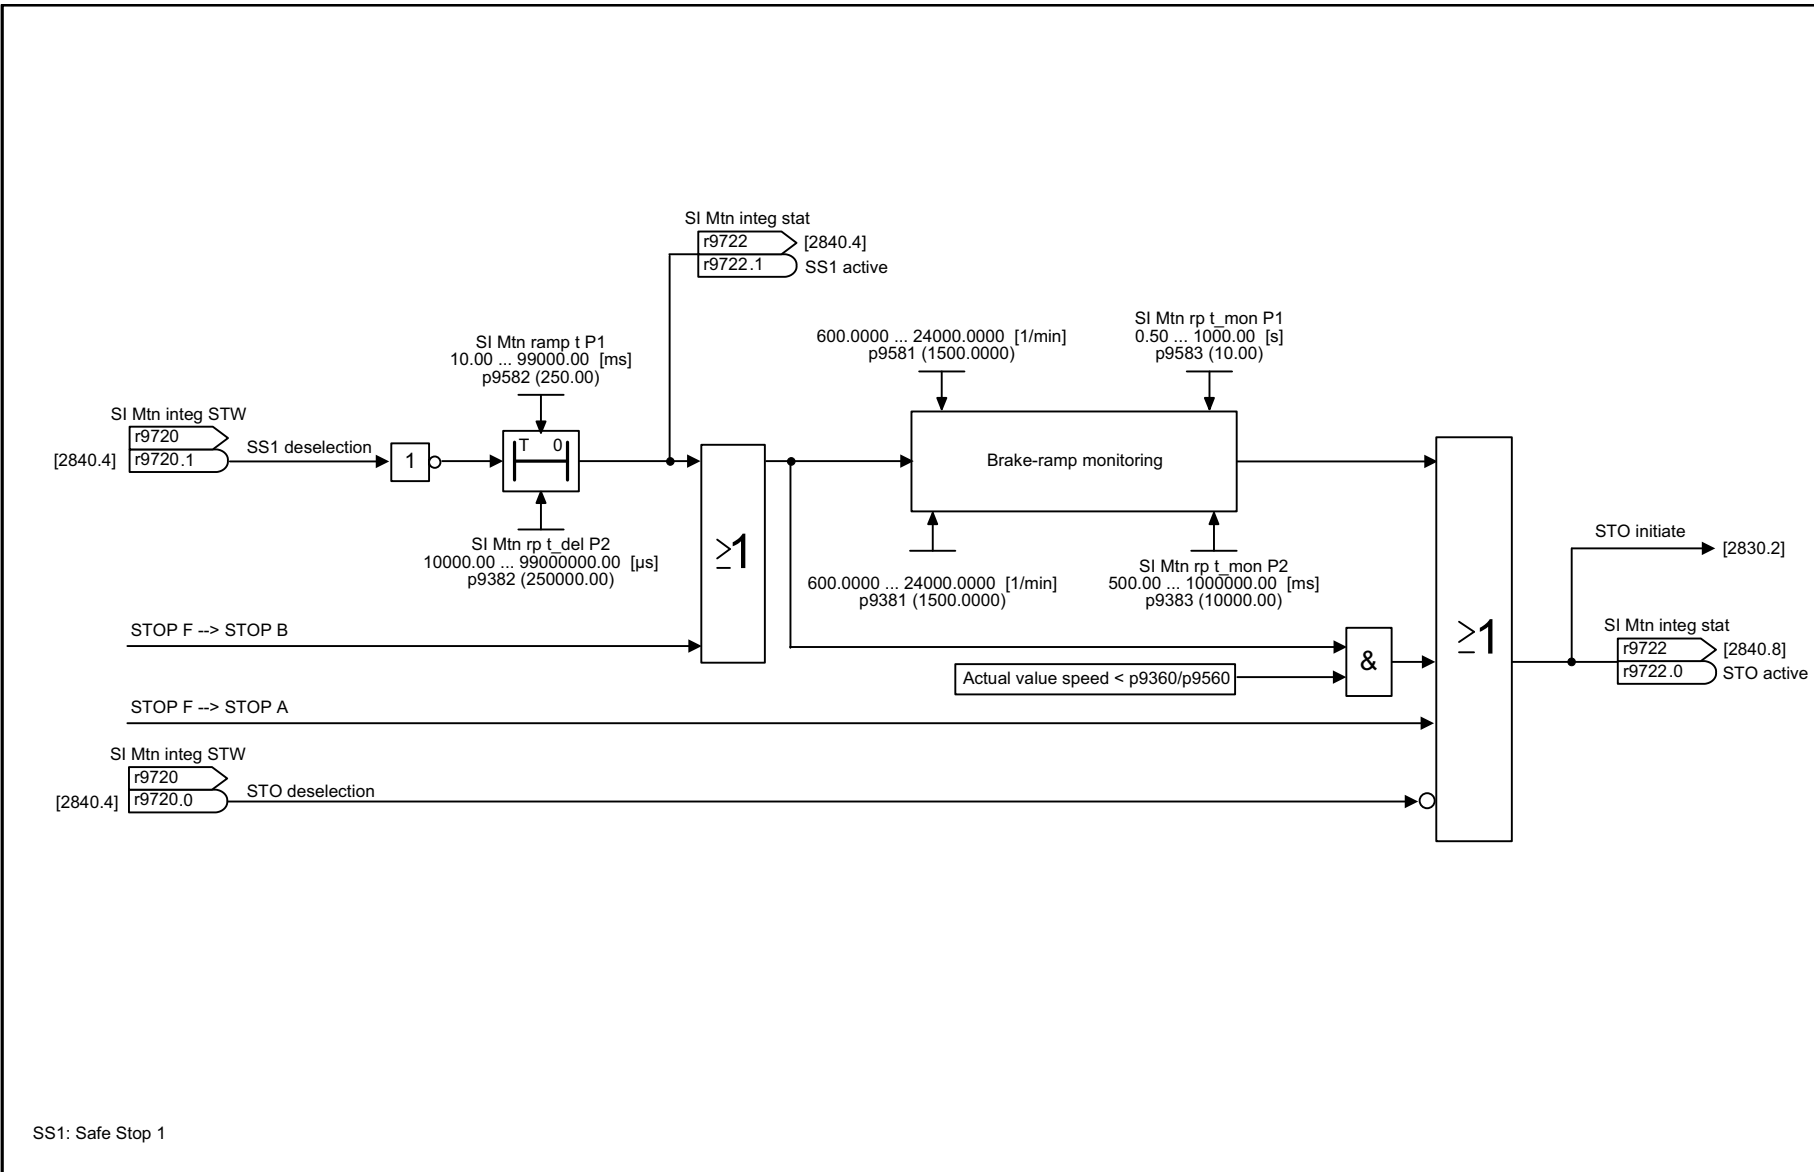 SI Mtn integ stat
r9722
[2840.4]
r9722.1
SS1 active
SI Mtn ramp t P1
10.00 ... 99000.00 [ms]
p9582 (250.00)
600.0000 ... 24000.0000 [1/min]
p9581 (1500.0000)
SI Mtn rp t_mon P1
0.50 ... 1000.00 [s]
p9583 (10.00)
SI Mtn integ STW
r9720
[2840.4]
r9720.1
SS1 deselection
1
T 0
Brake-ramp monitoring
SI Mtn rp t_del P2
10000.00 ... 99000000.00 [µs]
p9382 (250000.00)
≥1
600.0000 ... 24000.0000 [1/min]
p9381 (1500.0000)
SI Mtn rp t_mon P2
500.00 ... 1000000.00 [ms]
p9383 (10000.00)
STO initiate
[2830.2]
STOP F --> STOP B
&
Actual value speed < p9360/p9560
≥1
SI Mtn integ stat
r9722
[2840.8]
r9722.0
STO active
STOP F --> STOP A
SI Mtn integ STW
r9720
[2840.4]
r9720.0
STO deselection
SS1: Safe Stop 1